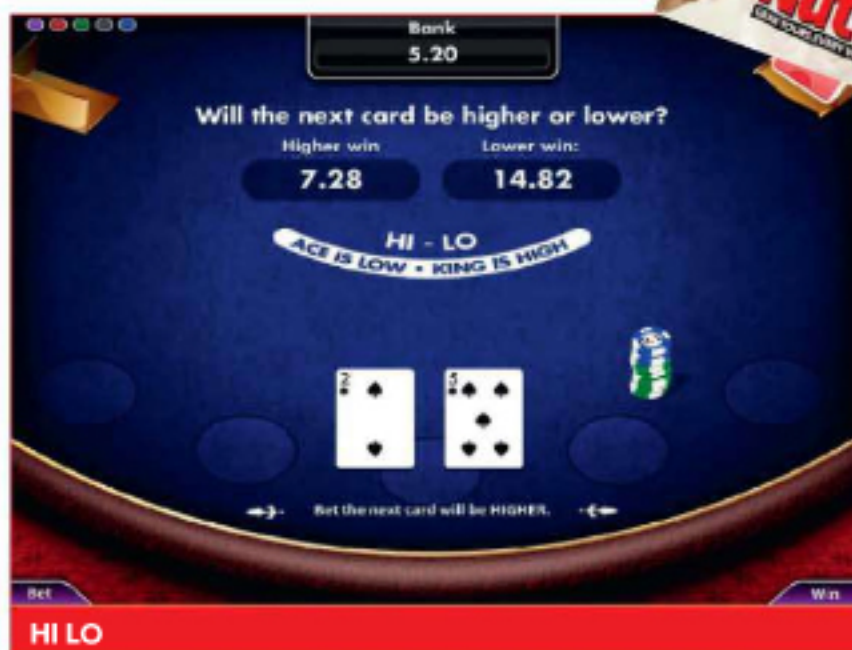 Bank
5.20
Will the next card be higher or lower?
Higher win
Lower win:
7.28
14.82
HI - LO
ACE IS LOW • KING IS HIGH
2
5
Bet the next card will be HIGHER.
Bet
Win
HI LO